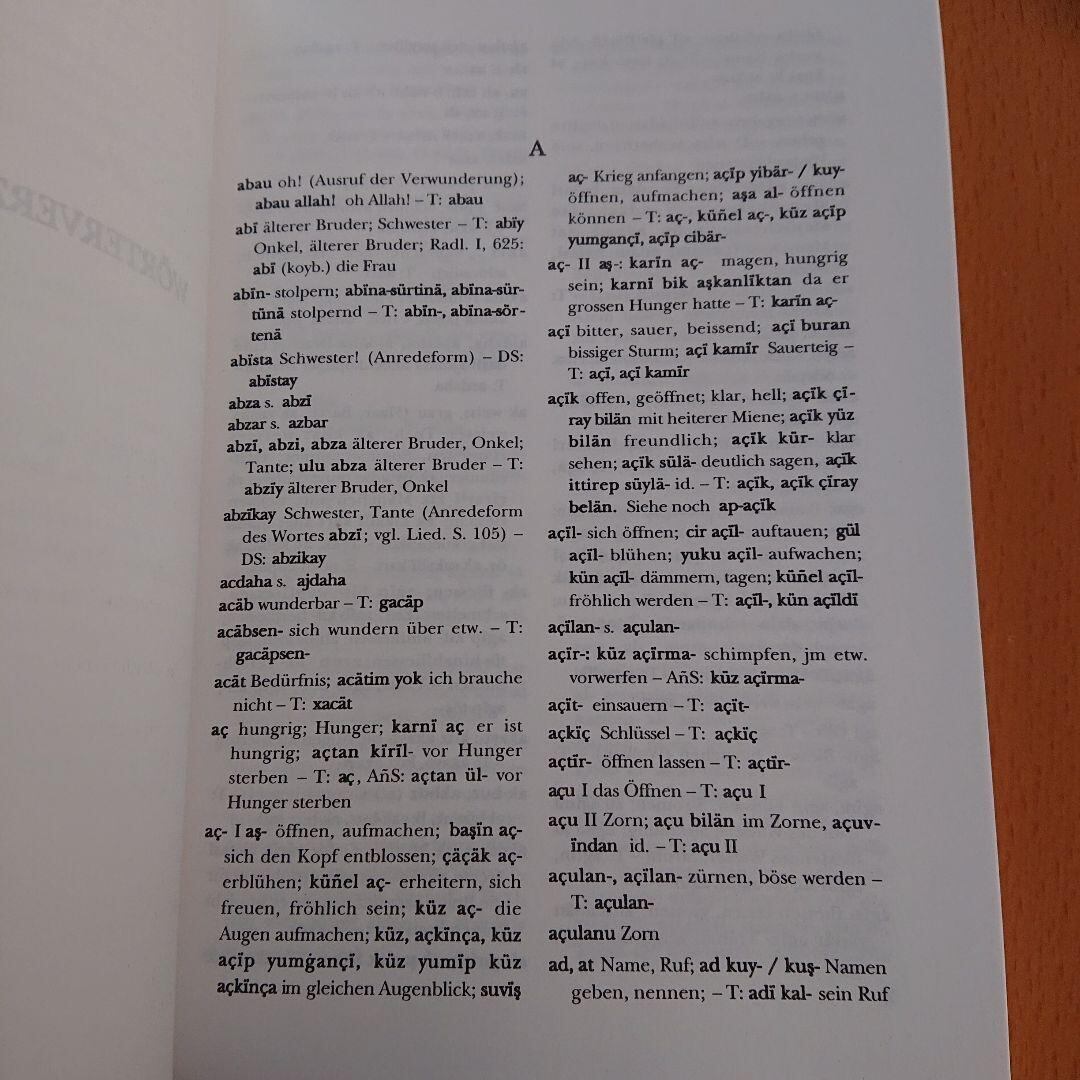 WÖRTERVERZ
A
abau oh! (Ausruf der Verwunderung);
abau allah! oh Allah! – T: abau
abï älterer Bruder; Schwester – T: abïy
Onkel, älterer Bruder; Radl. I, 625:
abï (koyb.) die Frau
abïn- stolpern; abïna-sürtinä, abïna-sür-
tünä stolpernd – T: abïn-, abïna-sör-
tenä
abïsta Schwester! (Anredeform) – DS:
abïstay
abza s. abzï
abzar s. azbar
abzï, abzi, abza älterer Bruder, Onkel;
Tante; ulu abza älterer Bruder – T:
abzïy älterer Bruder, Onkel
abzïkay Schwester, Tante (Anredeform
des Wortes abzï; vgl. Lied. S. 105) –
DS: abzikay
acdaha s. ajdaha
acäb wunderbar – T: gacäp
acäbsen- sich wundern über etw. – T:
gacäpsen-
acät Bedürfnis; acätim yok ich brauche
nicht – T: xacät
aç hungrig; Hunger; karnï aç er ist
hungrig; açtan kïrïl- vor Hunger
sterben – T: aç, AñS: açtan ül- vor
Hunger sterben
aç- I aş- öffnen, aufmachen; başïn aç-
sich den Kopf entblossen; çäçäk aç-
erblühen; küñel aç- erheitern, sich
freuen, fröhlich sein; küz aç- die
Augen aufmachen; küz, açkïnça, küz
açïp yumġançï, küz yumïp küz
açkïnça im gleichen Augenblick; suvïş
aç- Krieg anfangen; açïp yibär- / kuy-
öffnen, aufmachen; aşa al- öffnen
können – T: aç-, küñel aç-, küz açïp
yumgançï, açïp cibär-
aç- II aş-: karïn aç- magen, hungrig
sein; karnï bik aşkanlïktan da er
grossen Hunger hatte – T: karïn aç-
açï bitter, sauer, beissend; açï buran
bissiger Sturm; açï kamïr Sauerteig –
T: açï, açï kamïr
açïk offen, geöffnet; klar, hell; açïk çï-
ray bilän mit heiterer Miene; açïk yüz
bilän freundlich; açïk kür- klar
sehen; açïk sülä- deutlich sagen, açïk
ittirep süylä- id. – T: açïk, açïk çïray
belän. Siehe noch ap-açïk
açïl- sich öffnen; cir açïl- auftauen; gül
açïl- blühen; yuku açïl- aufwachen;
kün açïl- dämmern, tagen; küñel açïl-
fröhlich werden – T: açïl-, kün açïldï
açïlan- s. açulan-
açïr-: küz açïrma- schimpfen, jm etw.
vorwerfen – AñS: küz açïrma-
açït- einsauern – T: açït-
açkïç Schlüssel – T: açkïç
açtïr- öffnen lassen – T: açtïr-
açu I das Öffnen – T: açu I
açu II Zorn; açu bilän im Zorne, açuv-
ïndan id. – T: açu II
açulan-, açïlan- zürnen, böse werden –
T: açulan-
açulanu Zorn
ad, at Name, Ruf; ad kuy- / kuş- Namen
geben, nennen; – T: adï kal- sein Ruf